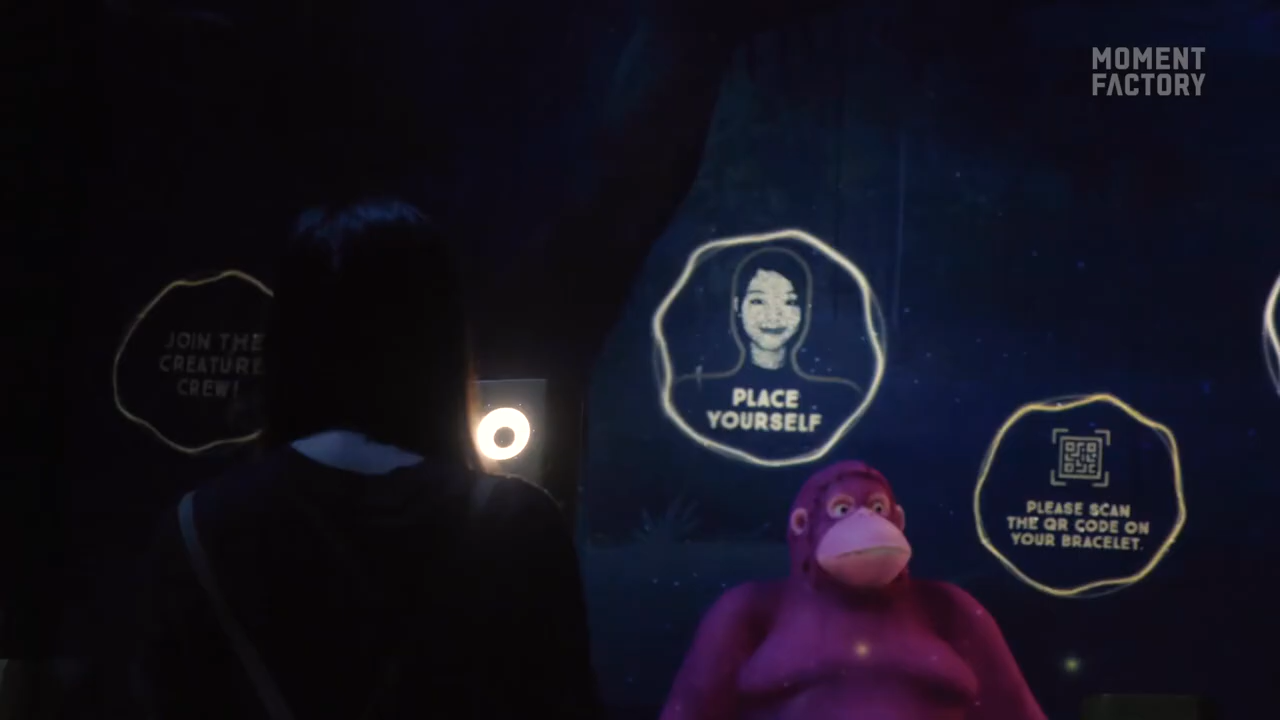 MOMENT
FACTORY
JOIN THE
CREATURE
CREW!
PLACE
YOURSELF
PLEASE SCAN
THE QR CODE ON
YOUR BRACELET.